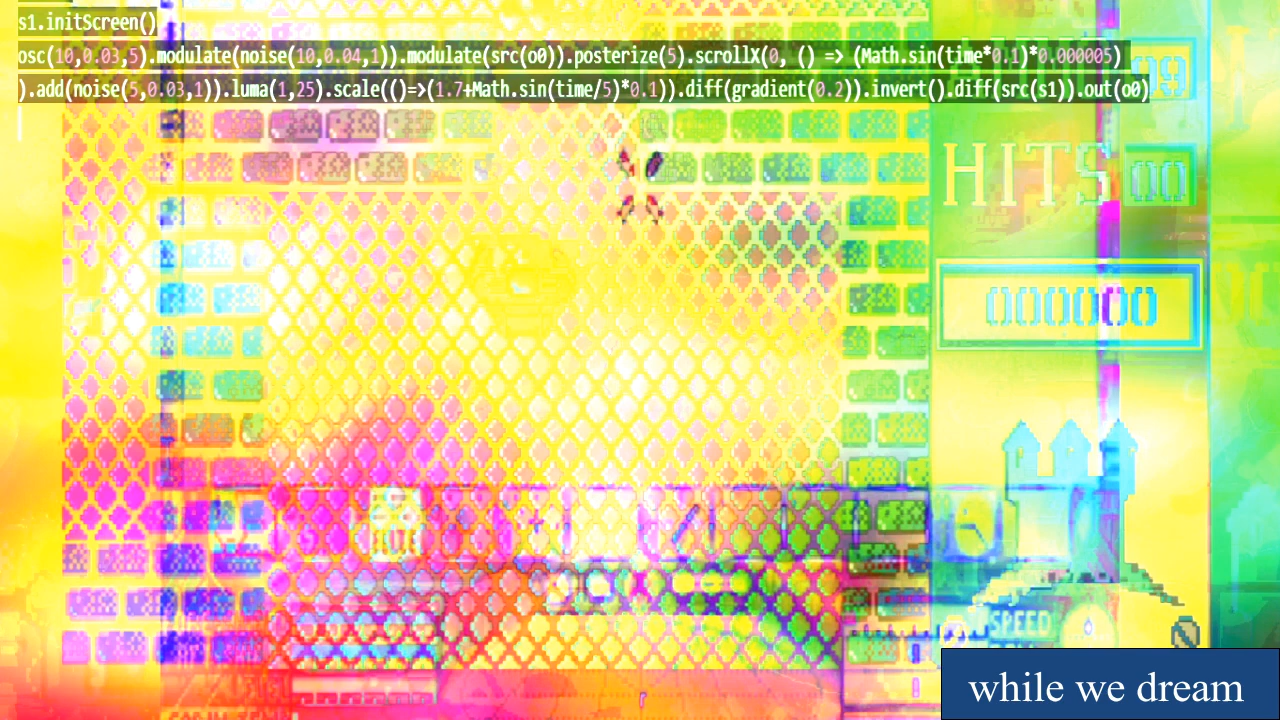 s1.initScreen()
osc(10,0.03,5).modulate(noise(10,0.04,1)).modulate(src(o0)).posterize(5).scrollX(0, () => (Math.sin(time*0.1)*0.000005)
).add(noise(5,0.03,1)).luma(1,25).scale(()=>(1.7+Math.sin(time/5)*0.1)).diff(gradient(0.2)).invert().diff(src(s1)).out(o0)
HITS 00
000000
SPEED
while we dream